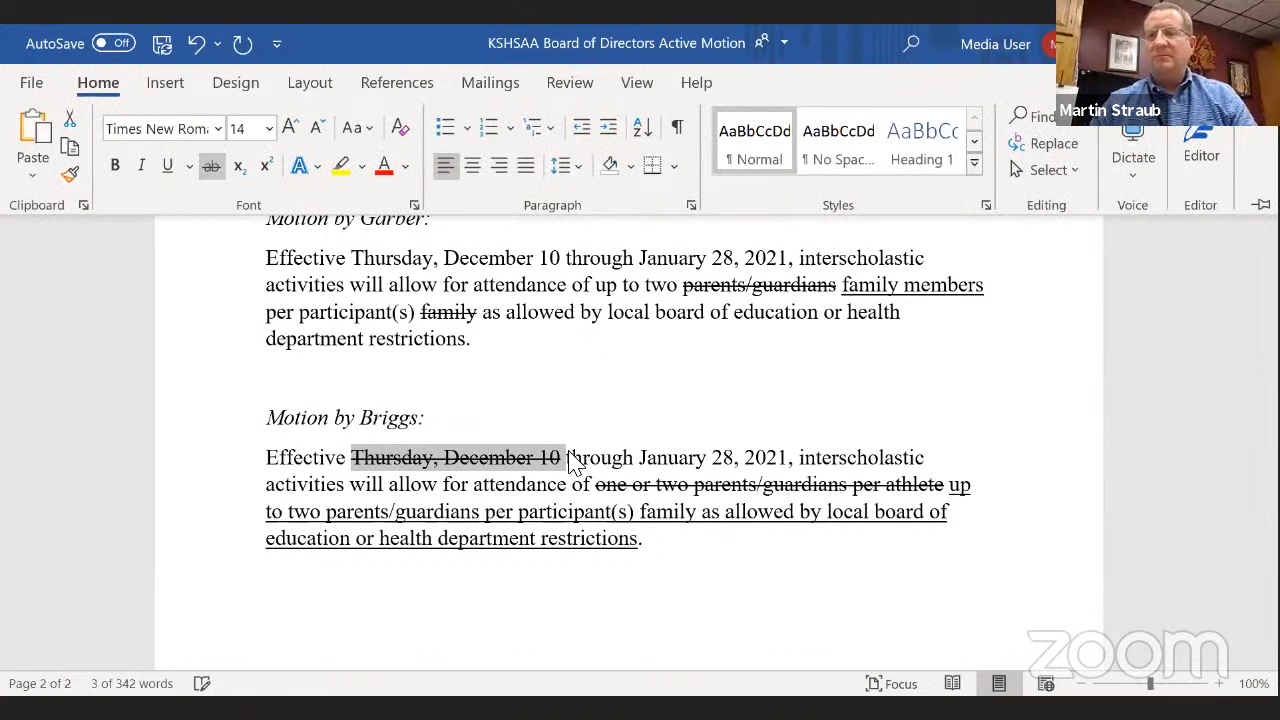 AutoSave Off KSHSAA Board of Directors Active Motion Media User
Martin Straub
File Home Insert Design Layout References Mailings Review View Help
Paste
Times New Rom 14 Aa
AaBbCcDd AaBbCcDd AaBbCc
¶ Normal ¶ No Spac... Heading 1
Find
Replace
Select
Dictate
Editor
Clipboard Font Paragraph Styles Editing Voice Editor
Motion by Garber:
Effective Thursday, December 10 through January 28, 2021, interscholastic
activities will allow for attendance of up to two parents/guardians family members
per participant(s) family as allowed by local board of education or health
department restrictions.
Motion by Briggs:
Effective Thursday, December 10 through January 28, 2021, interscholastic
activities will allow for attendance of one or two parents/guardians per athlete up
to two parents/guardians per participant(s) family as allowed by local board of
education or health department restrictions.
zoom
Page 2 of 2 3 of 342 words Focus 100%